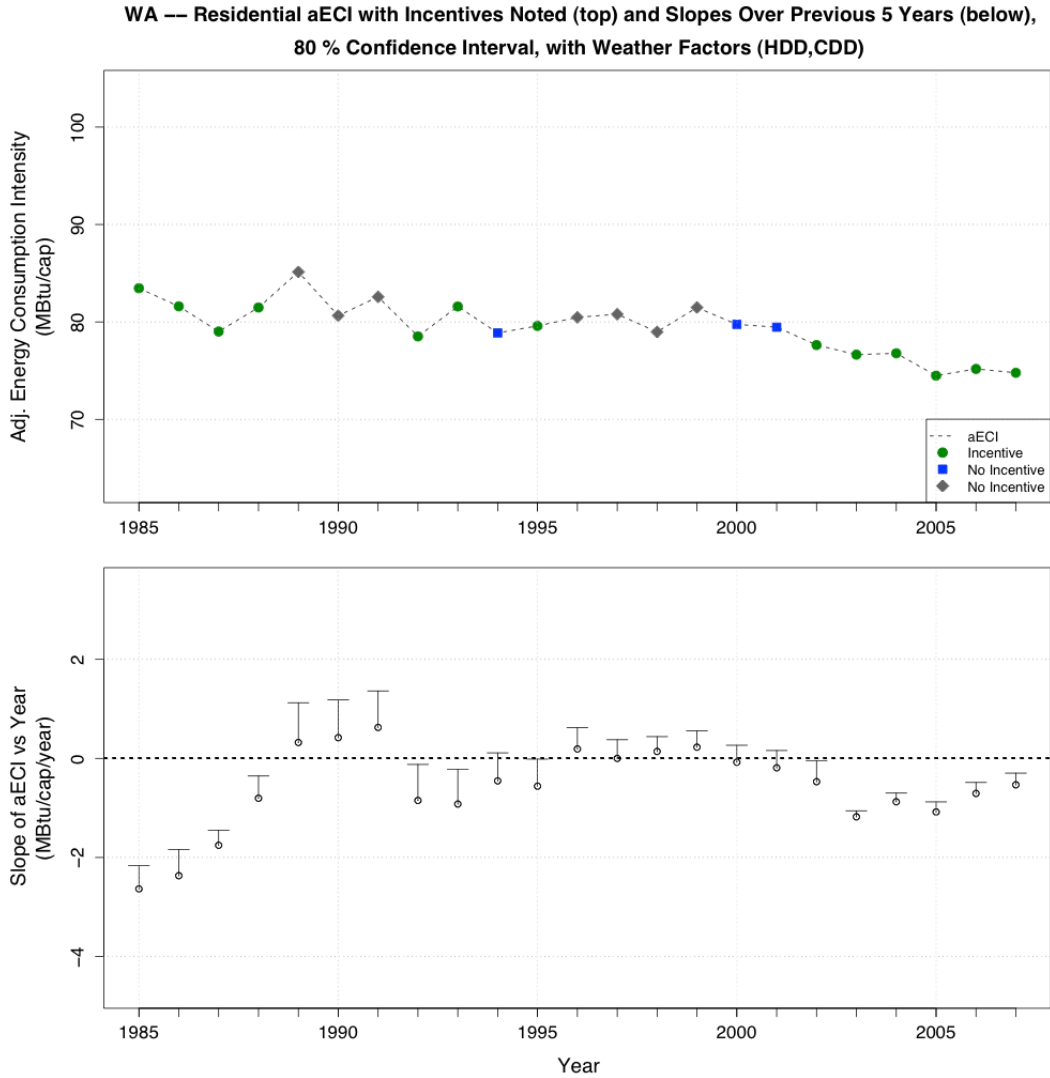 WA –– Residential aECI with Incentives Noted (top) and Slopes Over Previous 5 Years (below),
80 % Confidence Interval, with Weather Factors (HDD,CDD)
Adj. Energy Consumption Intensity
(MBtu/cap)
100
90
80
70
aECI
Incentive
No Incentive
No Incentive
1985
1990
1995
2000
2005
Slope of aECI vs Year
(MBtu/cap/year)
2
0
−2
−4
1985
1990
1995
2000
2005
Year